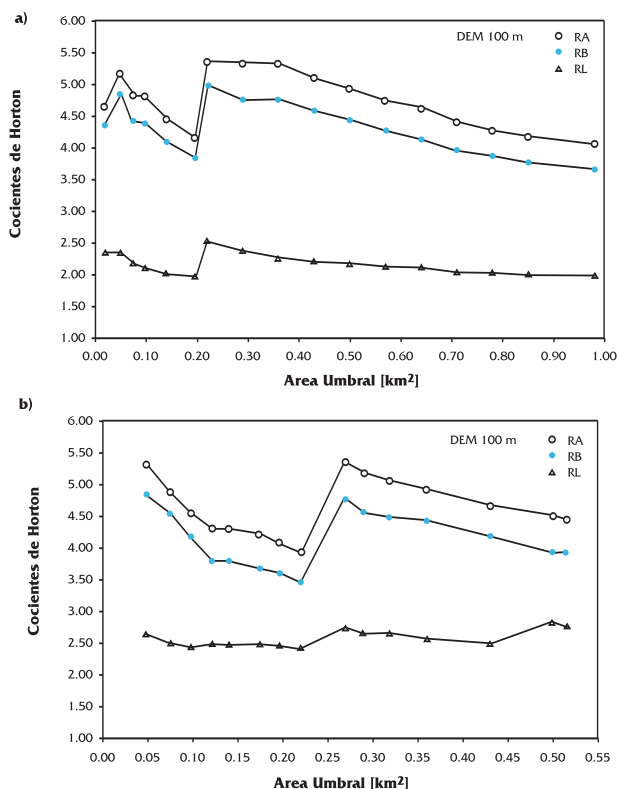 a)
6.00
5.50
5.00
4.50
4.00
3.50
3.00
2.50
2.00
1.50
1.00
Cocientes de Horton
DEM 100 m
RA
RB
RL
0.00 0.10 0.20 0.30 0.40 0.50 0.60 0.70 0.80 0.90 1.00
Area Umbral [km²]
b)
6.00
5.50
5.00
4.50
4.00
3.50
3.00
2.50
2.00
1.50
1.00
Cocientes de Horton
DEM 100 m
RA
RB
RL
0.00 0.05 0.10 0.15 0.20 0.25 0.30 0.35 0.40 0.45 0.50 0.55
Area Umbral [km²]